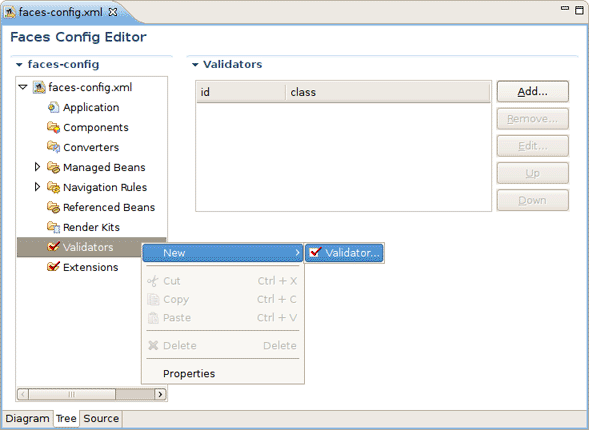 faces-config.xml
Faces Config Editor
faces-config
faces-config.xml
Application
Components
Converters
Managed Beans
Navigation Rules
Referenced Beans
Render Kits
Validators
Extensions
Validators
id class
Add...
Remove...
Edit...
Up
Down
New
Validator...
Cut Ctrl + X
Copy Ctrl + C
Paste Ctrl + V
Delete Delete
Properties
Diagram Tree Source